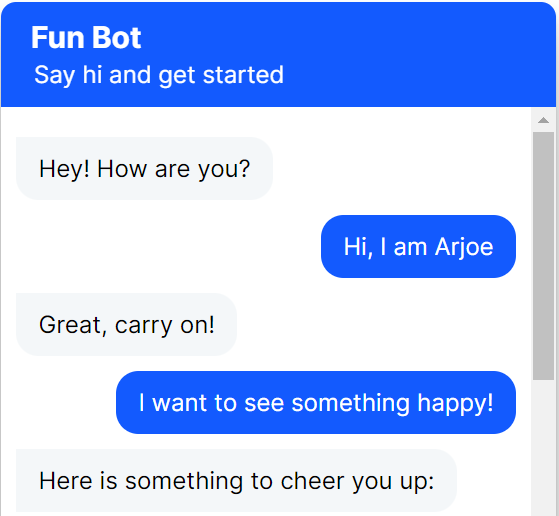 Fun Bot
Say hi and get started
Hey! How are you?
Hi, I am Arjoe
Great, carry on!
I want to see something happy!
Here is something to cheer you up: